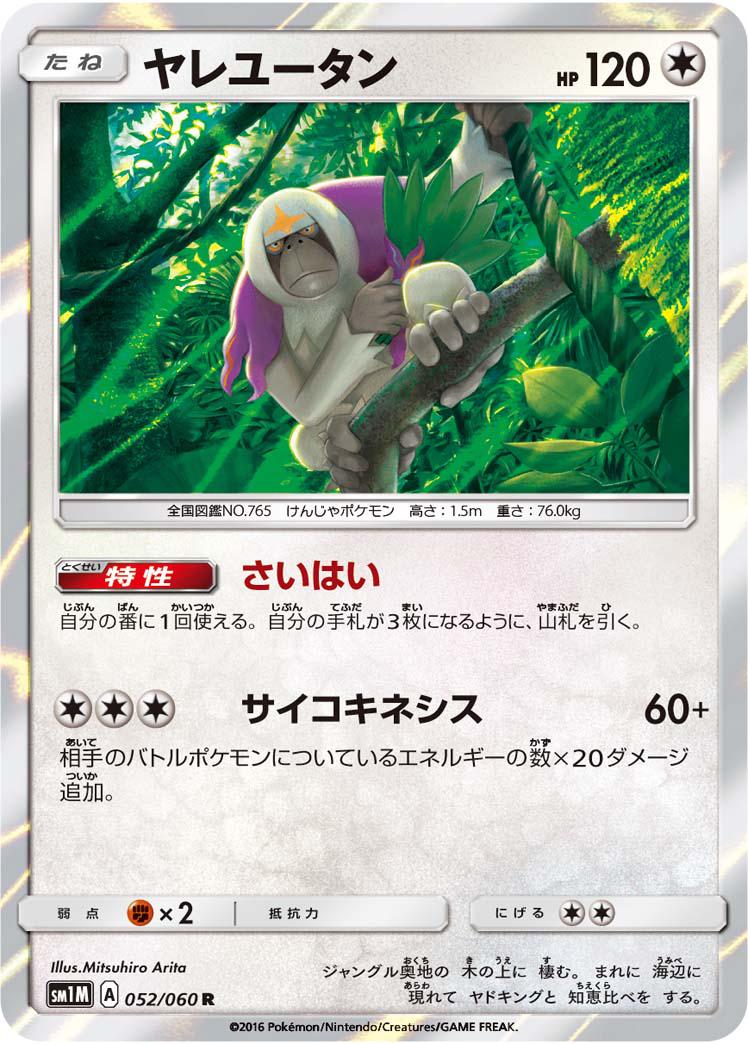 たね ヤレユータン HP 120
全国図鑑NO.765 けんじゃポケモン 高さ：1.5m 重さ：76.0kg
とくせい
特性 さいはい
じぶん ばん かいつか じぶん てふだ まい やまふだ ひ
自分の番に1回使える。自分の手札が3枚になるように、山札を引く。
サイコキネシス 60+
あいて かず
相手のバトルポケモンについているエネルギーの数×20ダメージ
ついか
追加。
弱点 ×2 抵抗力 にげる
Illus.Mitsuhiro Arita
おくち き うえ す うみべ
ジャングル奥地の 木の上に 棲む。まれに 海辺に
あらわ ちえくら
現れて ヤドキングと 知恵比べを する。
SM1M A 052/060 R
©2016 Pokémon/Nintendo/Creatures/GAME FREAK.